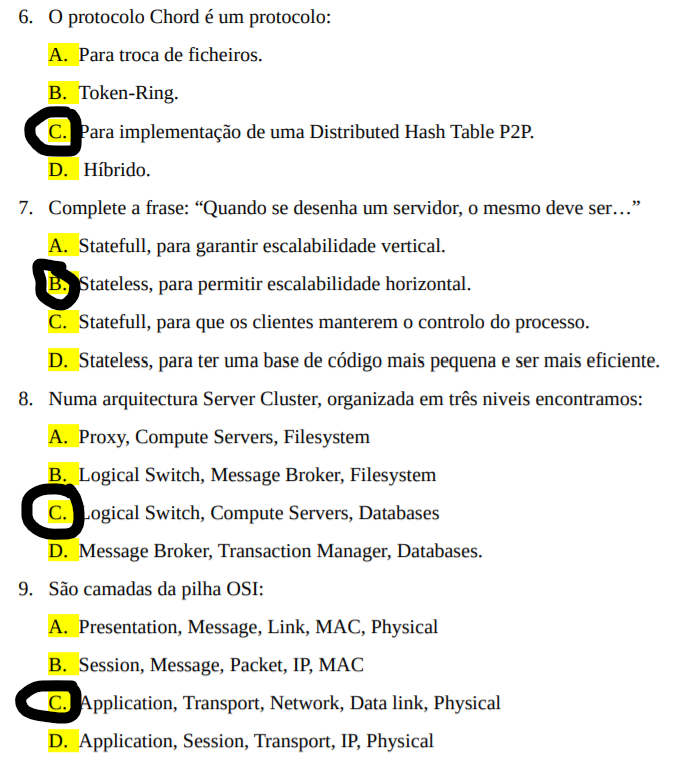 6. O protocolo Chord é um protocolo:
A. Para troca de ficheiros.
B. Token-Ring.
C. Para implementação de uma Distributed Hash Table P2P.
D. Híbrido.
7. Complete a frase: “Quando se desenha um servidor, o mesmo deve ser…”
A. Statefull, para garantir escalabilidade vertical.
B. Stateless, para permitir escalabilidade horizontal.
C. Statefull, para que os clientes manterem o controlo do processo.
D. Stateless, para ter uma base de código mais pequena e ser mais eficiente.
8. Numa arquitectura Server Cluster, organizada em três niveis encontramos:
A. Proxy, Compute Servers, Filesystem
B. Logical Switch, Message Broker, Filesystem
C. Logical Switch, Compute Servers, Databases
D. Message Broker, Transaction Manager, Databases.
9. São camadas da pilha OSI:
A. Presentation, Message, Link, MAC, Physical
B. Session, Message, Packet, IP, MAC
C. Application, Transport, Network, Data link, Physical
D. Application, Session, Transport, IP, Physical